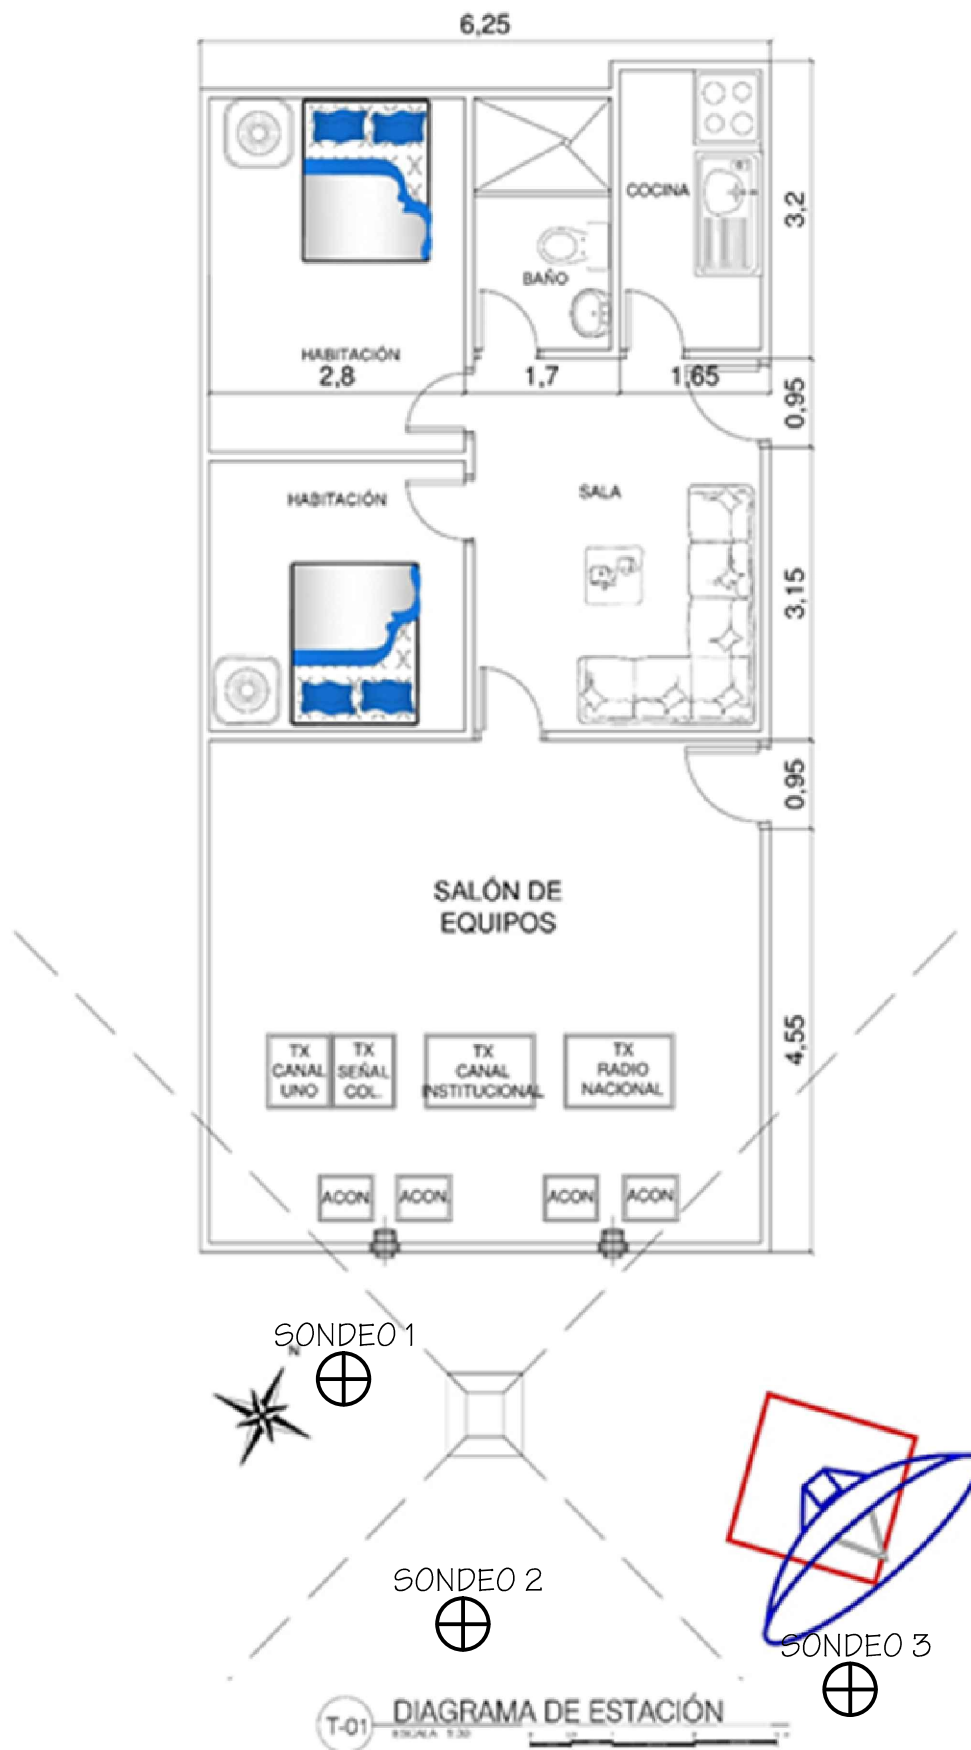 6,25
COCINA
3,2
BAÑO
HABITACIÓN
2,8
1,7
1,65
0,95
HABITACIÓN
SALA
3,15
0,95
SALÓN DE
EQUIPOS
4,55
TX
CANAL
UNO
TX
SEÑAL
COL.
TX
CANAL
INSTITUCIONAL
TX
RADIO
NACIONAL
ACON.
ACON.
ACON.
ACON.
SONDEO 1
N
SONDEO 2
SONDEO 3
T-01
DIAGRAMA DE ESTACIÓN